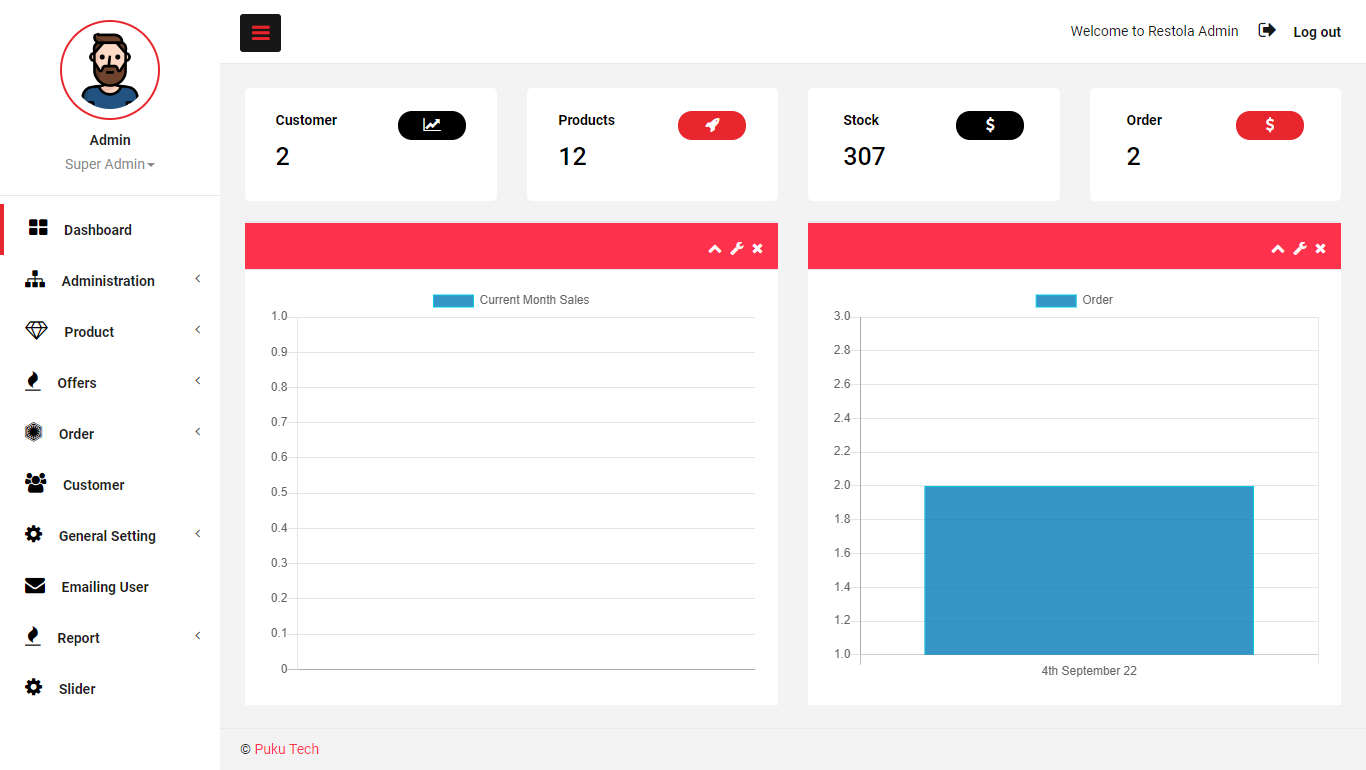 Welcome to Restola Admin Log out
Admin
Super Admin
Dashboard
Administration
Product
Offers
Order
Customer
General Setting
Emailing User
Report
Slider
Customer
2
Products
12
Stock
307
$
Order
2
$
Current Month Sales
1.0
0.9
0.8
0.7
0.6
0.5
0.4
0.3
0.2
0.1
0
Order
3.0
2.8
2.6
2.4
2.2
2.0
1.8
1.6
1.4
1.2
1.0
4th September 22
© Puku Tech